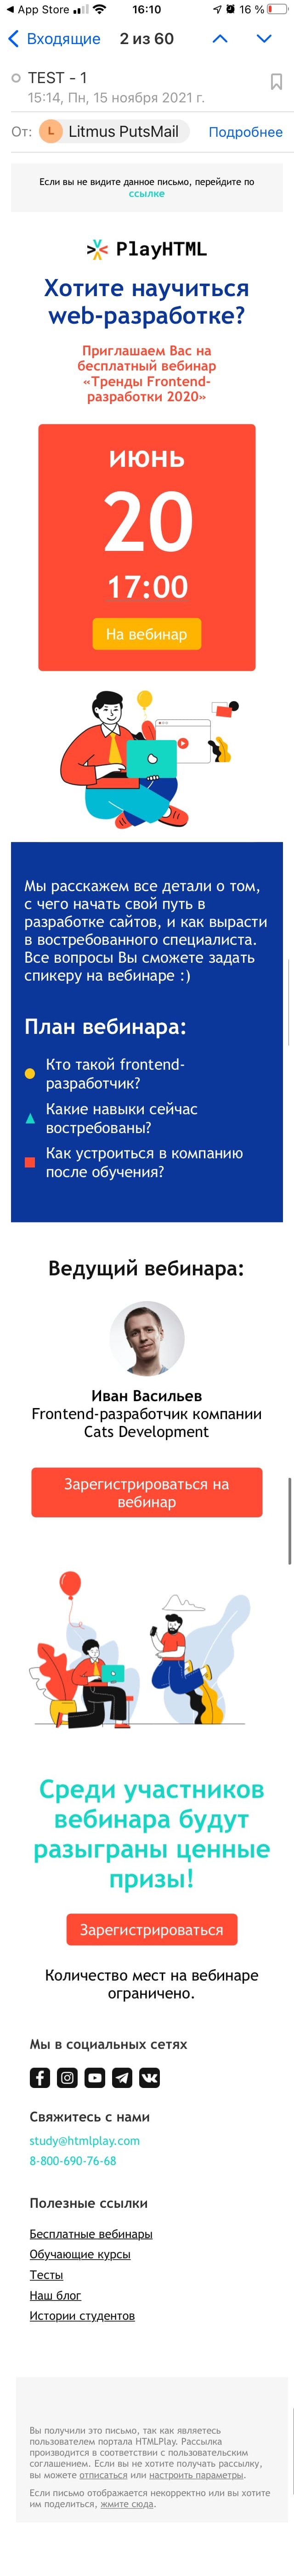 App Store
16:10
16 %
Входящие
2 из 60
TEST - 1
15:14, Пн, 15 ноября 2021 г.
От: L Litmus PutsMail Подробнее
Если вы не видите данное письмо, перейдите по
ссылке
PlayHTML
Хотите научиться
web-разработке?
Приглашаем Вас на
бесплатный вебинар
«Тренды Frontend-
разработки 2020»
июнь
20
17:00
На вебинар
Мы расскажем все детали о том,
с чего начать свой путь в
разработке сайтов, и как вырасти
в востребованного специалиста.
Все вопросы Вы сможете задать
спикеру на вебинаре :)
План вебинара:
Кто такой frontend-
разработчик?
Какие навыки сейчас
востребованы?
Как устроиться в компанию
после обучения?
Ведущий вебинара:
Иван Васильев
Frontend-разработчик компании
Cats Development
Зарегистрироваться на
вебинар
Среди участников
вебинара будут
разыграны ценные
призы!
Зарегистрироваться
Количество мест на вебинаре
ограничено.
Мы в социальных сетях
Свяжитесь с нами
study@htmlplay.com
8-800-690-76-68
Полезные ссылки
Бесплатные вебинары
Обучающие курсы
Тесты
Наш блог
Истории студентов
Вы получили это письмо, так как являетесь
пользователем портала HTMLPlay. Рассылка
производится в соответствии с пользовательским
соглашением. Если вы не хотите получать рассылку,
вы можете отписаться или настроить параметры.
Если письмо отображается некорректно или вы хотите
им поделиться, жмите сюда.